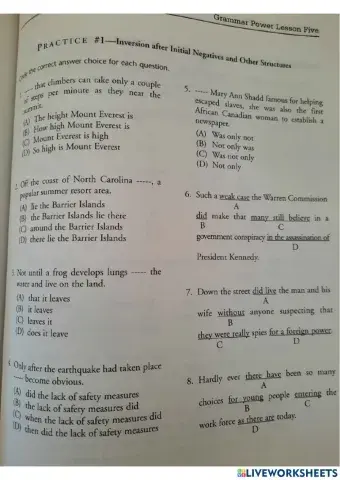 Grammar Power Lesson Five
PRACTICE #1—Inversion after Initial Negatives and Other Structures
the correct answer choice for each question.
----- that climbers can take only a couple
of steps per minute as they near the
summit.
(A) The height Mount Everest is
(B) How high Mount Everest is
(C) Mount Everest is high
(D) So high is Mount Everest
2. Off the coast of North Carolina -----, a
popular summer resort area.
(A) lie the Barrier Islands
(B) the Barrier Islands lie there
(C) around the Barrier Islands
(D) there lie the Barrier Islands
3. Not until a frog develops lungs ----- the
water and live on the land.
(A) that it leaves
(B) it leaves
(C) leaves it
(D) does it leave
4. Only after the earthquake had taken place
---- become obvious.
(A) did the lack of safety measures
(B) the lack of safety measures did
(C) when the lack of safety measures did
(D) then did the lack of safety measures
5. ----- Mary Ann Shadd famous for helping
escaped slaves, she was also the first
African Canadian woman to establish a
newspaper.
(A) Was only not
(B) Not only was
(C) Was not only
(D) Not only
6. Such a weak case the Warren Commission
A
did make that many still believe in a
B C
government conspiracy in the assassination of
D
President Kennedy.
7. Down the street did live the man and his
A
wife without anyone suspecting that
B
they were really spies for a foreign power.
C D
8. Hardly ever there have been so many
A
choices for young people entering the
B C
work force as there are today.
D
LIVEWORKSHEETS